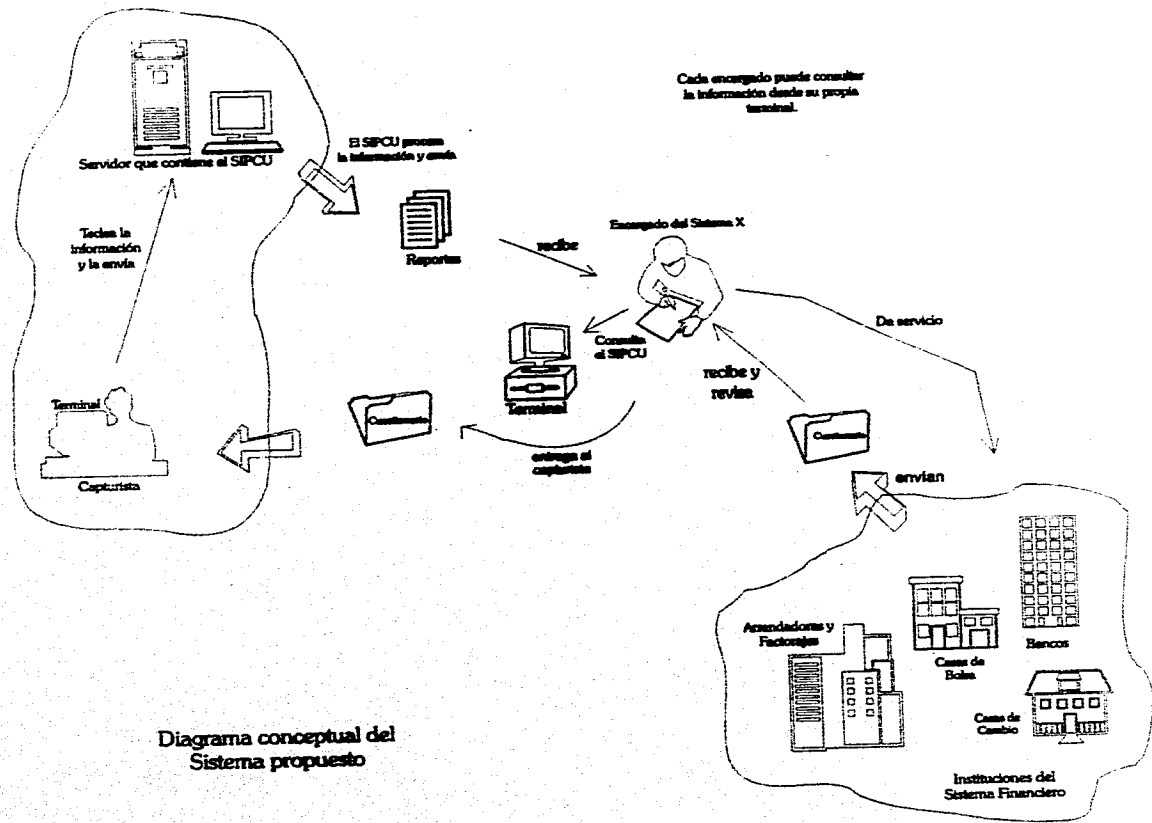 Cada encargado puede consultar
la información desde su propia
terminal.
Servidor que contiene el SIPCU
El SIPCU procesa
la información y envía
Reportes
recibe
Encargado del Sistema X
Teclea la
información
y la envía
De servicio
Consulta
el SIPCU
Terminal
recibe y
revisa
Cuestionario
Cuestionario
entrega al
capturista
Terminal
Capturista
envían
Arrendadoras y
Factorajes
Casas de
Bolsa
Bancos
Casas de
Cambio
Instituciones del
Sistema Financiero
Diagrama conceptual del
Sistema propuesto